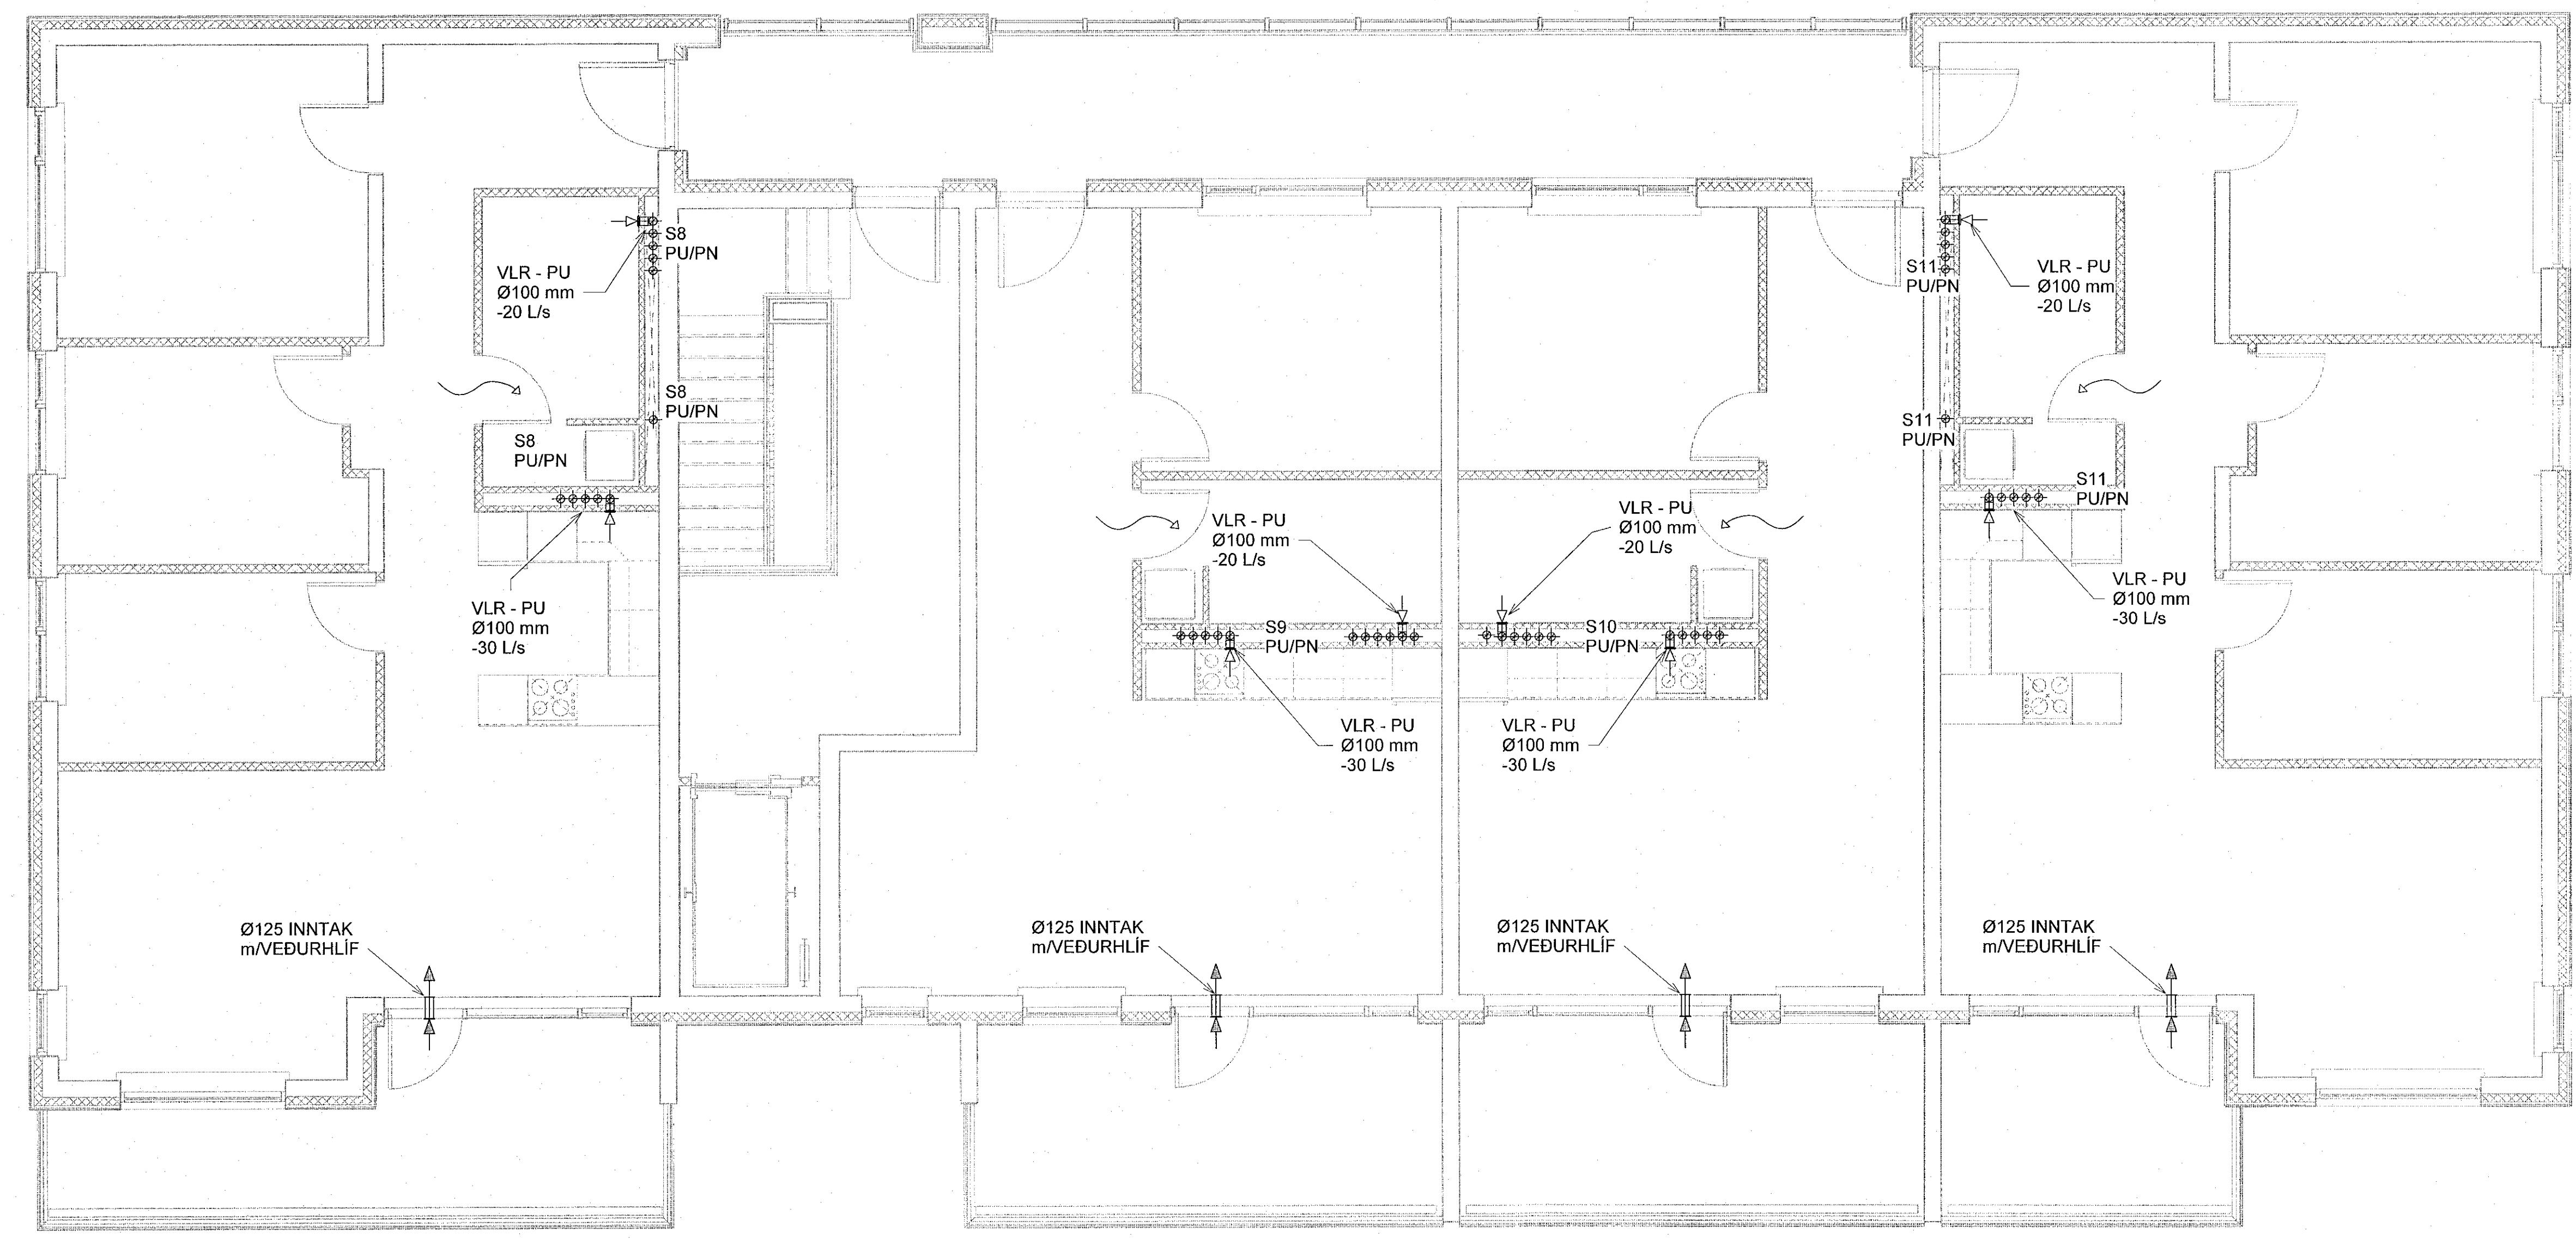 S8
PU/PN
VLR - PU
Ø100 mm
-20 L/s
S8
PU/PN
S8
PU/PN
VLR - PU
Ø100 mm
-30 L/s
Ø125 INNTAK
m/VEÐURHLÍF
VLR - PU
Ø100 mm
-20 L/s
S9
PU/PN
VLR - PU
Ø100 mm
-30 L/s
Ø125 INNTAK
m/VEÐURHLÍF
VLR - PU
Ø100 mm
-20 L/s
S10
PU/PN
VLR - PU
Ø100 mm
-30 L/s
Ø125 INNTAK
m/VEÐURHLÍF
S11
PU/PN
VLR - PU
Ø100 mm
-20 L/s
S11
PU/PN
S11
PU/PN
VLR - PU
Ø100 mm
-30 L/s
Ø125 INNTAK
m/VEÐURHLÍF